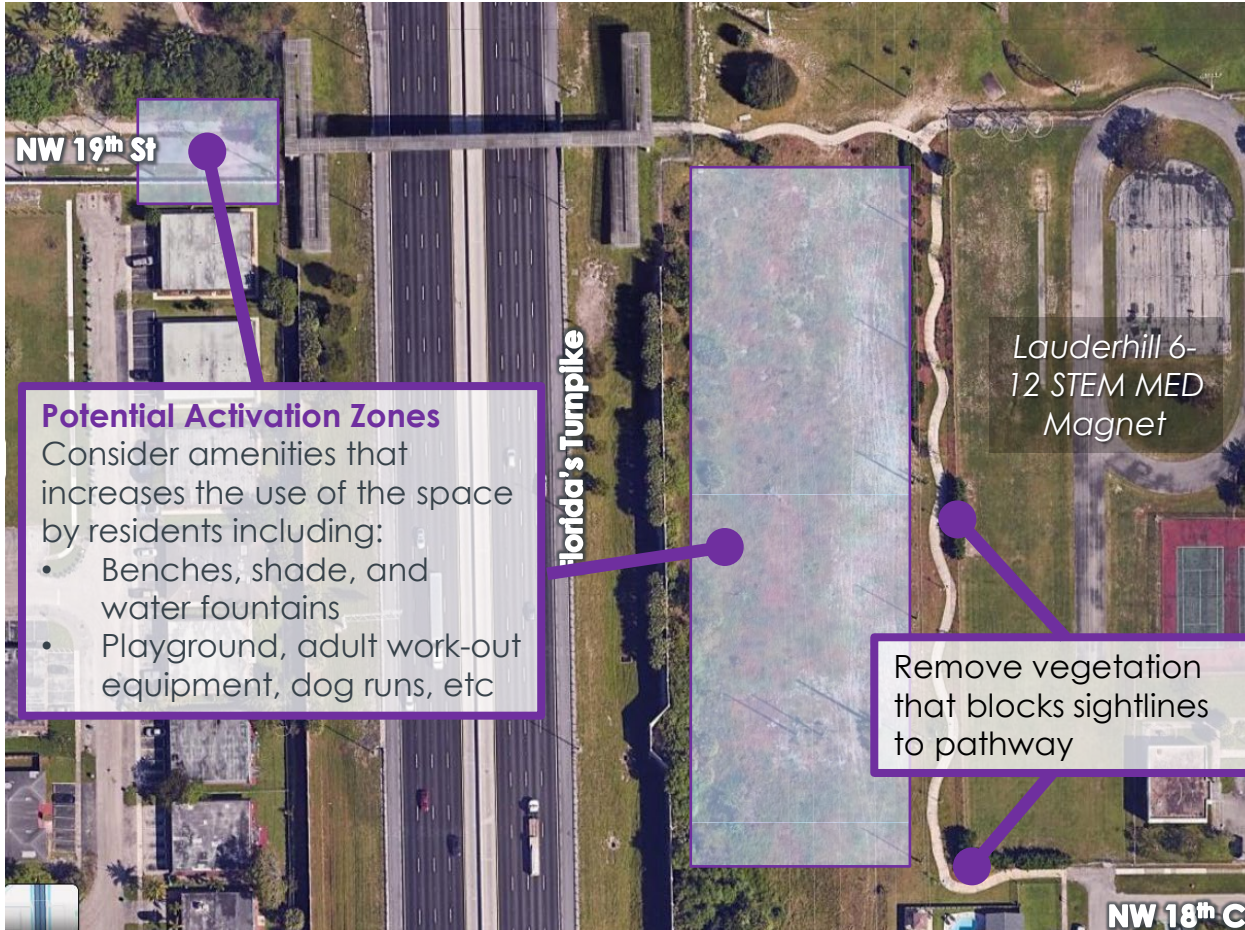 NW 19th St
Florida's Turnpike
Lauderhill 6-
12 STEM MED
Magnet
Potential Activation Zones
Consider amenities that
increases the use of the space
by residents including:
• Benches, shade, and
water fountains
• Playground, adult work-out
equipment, dog runs, etc
Remove vegetation
that blocks sightlines
to pathway
NW 18th C